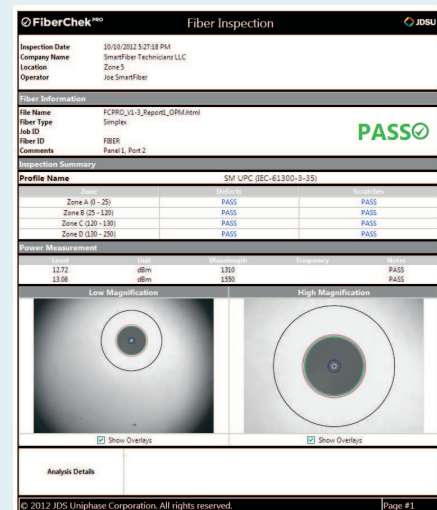 FiberChek PRO Fiber Inspection JDSU
Inspection Date 10/10/2012 5:27:18 PM
Company Name SmartFiber Technicians LLC
Location Zone 5
Operator Joe SmartFiber
Fiber Information
File Name FCPRO_V1-3_Report1_OPM.html
Fiber Type Simplex
Job ID
Fiber ID FIBER
Comments Panel 1, Port 2
PASS
Inspection Summary
Profile Name SM UPC (IEC-61300-3-35)
Zone Defects Scratches
Zone A (0 - 25) PASS PASS
Zone B (25 - 120) PASS PASS
Zone C (120 - 130) PASS PASS
Zone D (130 - 250) PASS PASS
Power Measurement
Level Unit Wavelength Frequency Notes
12.72 dBm 1310 PASS
13.08 dBm 1550 PASS
Low Magnification High Magnification
Show Overlays Show Overlays
Analysis Details
© 2012 JDS Uniphase Corporation. All rights reserved. Page #1